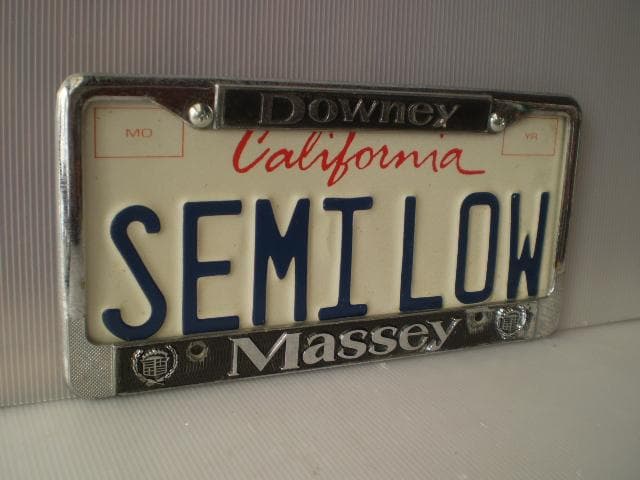 Downey
MO
YR
California
SEMI LOW
Massey